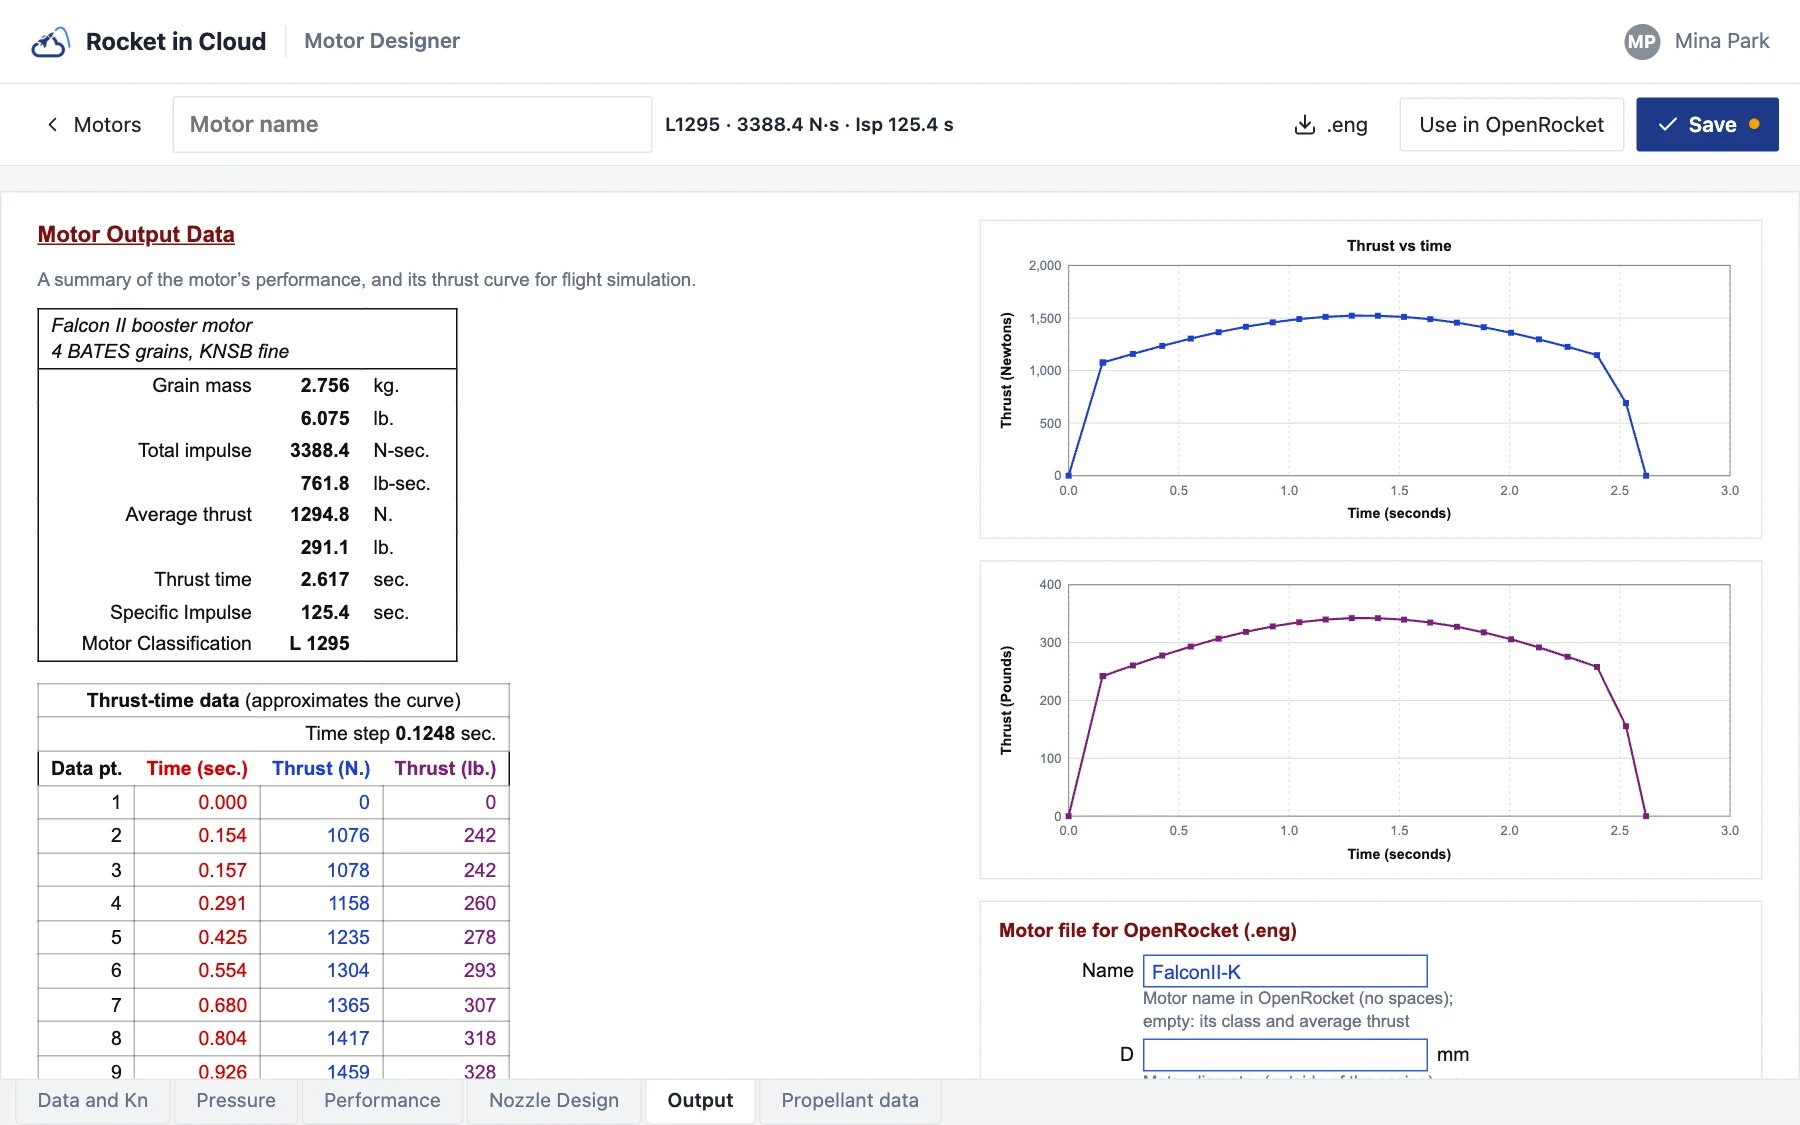 Rocket in Cloud
Motor Designer
MP
Mina Park
Motors
Motor name
L1295 · 3388.4 N·s · Isp 125.4 s
.eng
Use in OpenRocket
Save
Motor Output Data
A summary of the motor’s performance, and its thrust curve for flight simulation.
Falcon II booster motor
4 BATES grains, KNSB fine
Grain mass 2.756 kg.
6.075 lb.
Total impulse 3388.4 N-sec.
761.8 lb-sec.
Average thrust 1294.8 N.
291.1 lb.
Thrust time 2.617 sec.
Specific Impulse 125.4 sec.
Motor Classification L 1295
Thrust-time data (approximates the curve)
Time step 0.1248 sec.
Data pt. Time (sec.) Thrust (N.) Thrust (lb.)
1 0.000 0 0
2 0.154 1076 242
3 0.157 1078 242
4 0.291 1158 260
5 0.425 1235 278
6 0.554 1304 293
7 0.680 1365 307
8 0.804 1417 318
9 0.926 1459 328
Thrust vs time
Thrust (Newtons)
2,000
1,500
1,000
500
0
0.0 0.5 1.0 1.5 2.0 2.5 3.0
Time (seconds)
Thrust (Pounds)
400
300
200
100
0
0.0 0.5 1.0 1.5 2.0 2.5 3.0
Time (seconds)
Motor file for OpenRocket (.eng)
Name FalconII-K
Motor name in OpenRocket (no spaces);
empty: its class and average thrust
D mm
Data and Kn
Pressure
Performance
Nozzle Design
Output
Propellant data